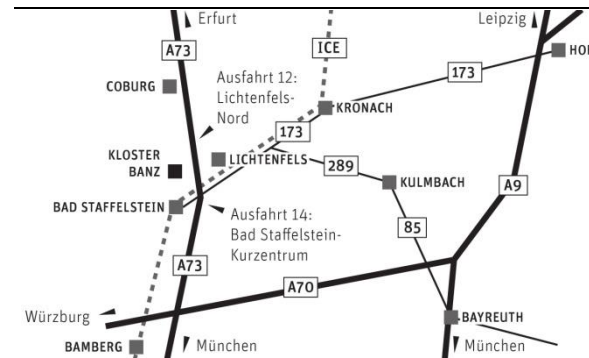 Erfurt
Leipzig
A73
ICE
HOF
173
COBURG
Ausfahrt 12:
Lichtenfels-
Nord
KRONACH
173
KLOSTER
BANZ
LICHTENFELS
289
KULMBACH
A9
BAD STAFFELSTEIN
Ausfahrt 14:
Bad Staffelstein-
Kurzentrum
85
A73
A70
Würzburg
BAYREUTH
BAMBERG
München
München